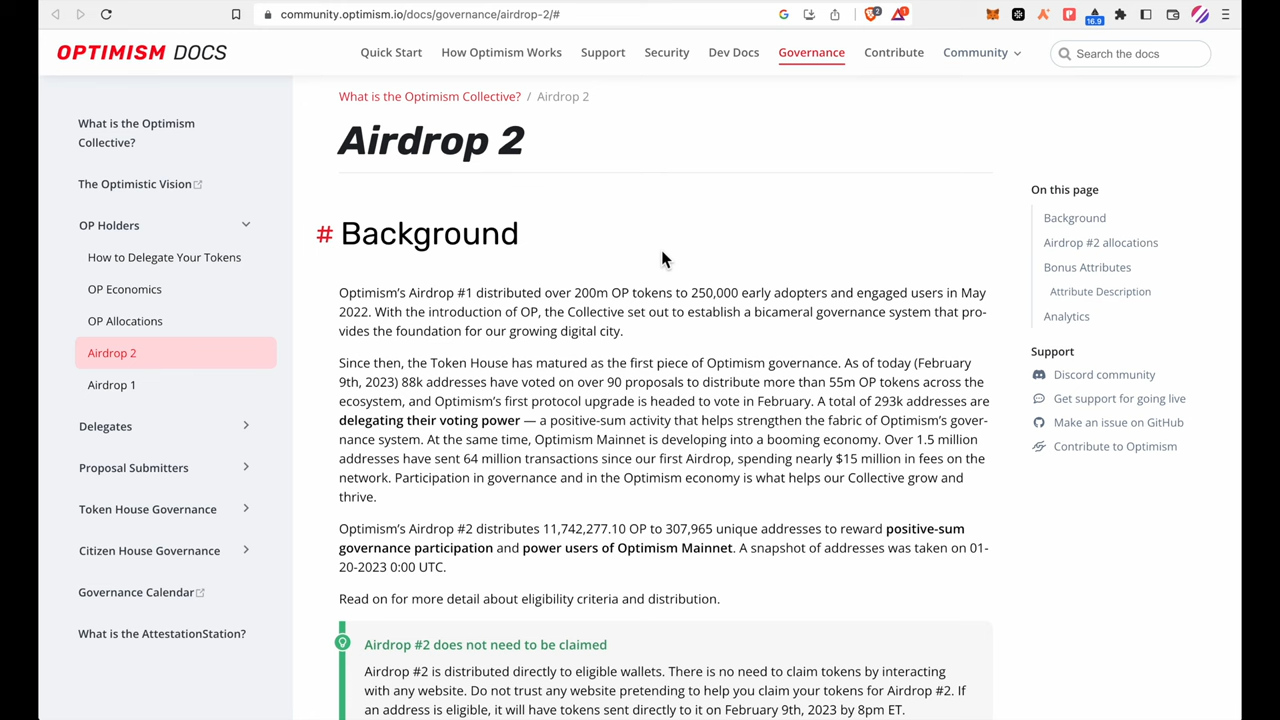 community.optimism.io/docs/governance/airdrop-2/#
2
1
16.9
OPTIMISM DOCS
Quick Start
How Optimism Works
Support
Security
Dev Docs
Governance
Contribute
Community
Search the docs
What is the Optimism
Collective?
The Optimistic Vision
OP Holders
How to Delegate Your Tokens
OP Economics
OP Allocations
Airdrop 2
Airdrop 1
Delegates
Proposal Submitters
Token House Governance
Citizen House Governance
Governance Calendar
What is the AttestationStation?
What is the Optimism Collective? / Airdrop 2
Airdrop 2
# Background
Optimism’s Airdrop #1 distributed over 200m OP tokens to 250,000 early adopters and engaged users in May
2022. With the introduction of OP, the Collective set out to establish a bicameral governance system that pro-
vides the foundation for our growing digital city.
Since then, the Token House has matured as the first piece of Optimism governance. As of today (February
9th, 2023) 88k addresses have voted on over 90 proposals to distribute more than 55m OP tokens across the
ecosystem, and Optimism’s first protocol upgrade is headed to vote in February. A total of 293k addresses are
delegating their voting power — a positive-sum activity that helps strengthen the fabric of Optimism’s gover-
nance system. At the same time, Optimism Mainnet is developing into a booming economy. Over 1.5 million
addresses have sent 64 million transactions since our first Airdrop, spending nearly $15 million in fees on the
network. Participation in governance and in the Optimism economy is what helps our Collective grow and
thrive.
Optimism’s Airdrop #2 distributes 11,742,277.10 OP to 307,965 unique addresses to reward positive-sum
governance participation and power users of Optimism Mainnet. A snapshot of addresses was taken on 01-
20-2023 0:00 UTC.
Read on for more detail about eligibility criteria and distribution.
Airdrop #2 does not need to be claimed
Airdrop #2 is distributed directly to eligible wallets. There is no need to claim tokens by interacting
with any website. Do not trust any website pretending to help you claim your tokens for Airdrop #2. If
an address is eligible, it will have tokens sent directly to it on February 9th, 2023 by 8pm ET.
On this page
Background
Airdrop #2 allocations
Bonus Attributes
Attribute Description
Analytics
Support
Discord community
Get support for going live
Make an issue on GitHub
Contribute to Optimism